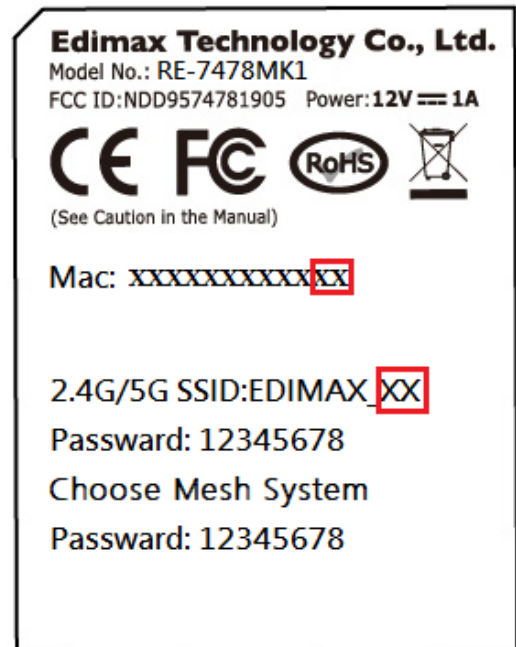 Edimax Technology Co., Ltd.
Model No.: RE-7478MK1
FCC ID:NDD9574781905 Power:12V 1A
CE FC RoHS
(See Caution in the Manual)
Mac: XXXXXXXXXXXXX
2.4G/5G SSID:EDIMAX_XX
Passward: 12345678
Choose Mesh System
Passward: 12345678